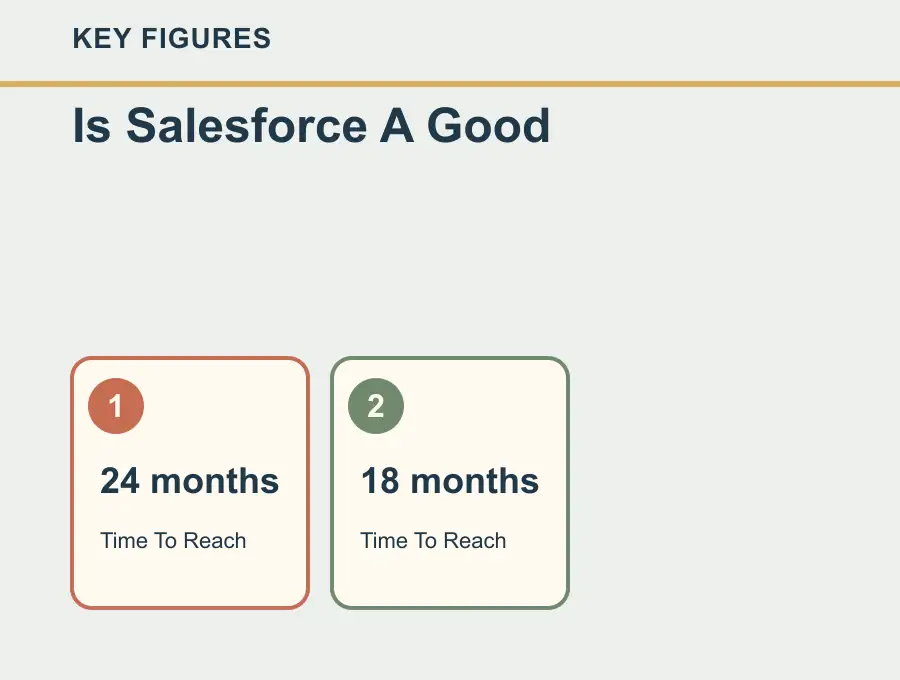 KEY FIGURES
Is Salesforce A Good
1
24 months
Time To Reach
2
18 months
Time To Reach